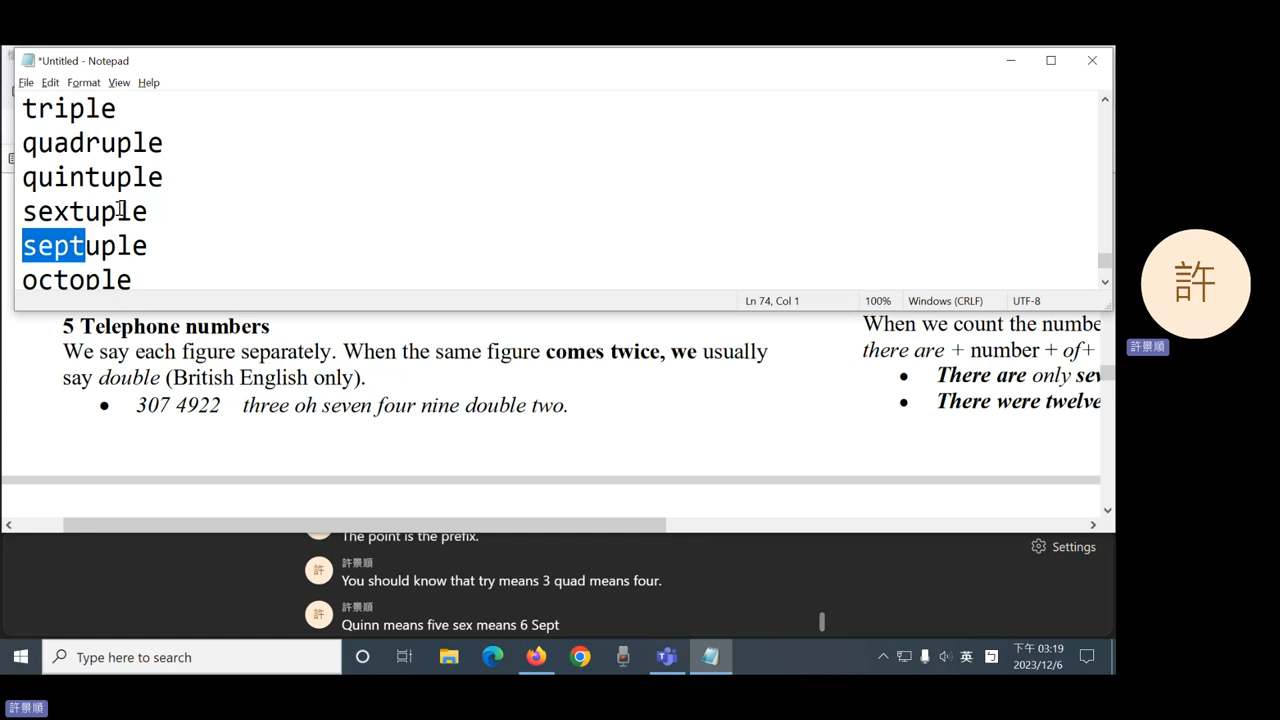 *Untitled - Notepad
File Edit Format View Help
triple
quadruple
quintuple
sextuple
septuple
octople
Ln 74, Col 1 100% Windows (CRLF) UTF-8
5 Telephone numbers
We say each figure separately. When the same figure comes twice, we usually
say double (British English only).
• 307 4922 three oh seven four nine double two.
When we count the numbe
there are + number + of+
• There are only sev
• There were twelve
許
許景順
The point is the prefix.
許景順
許
You should know that try means 3 quad means four.
許景順
許
Quinn means five sex means 6 Sept
Settings
Type here to search
英
下午 03:19
2023/12/6
許景順